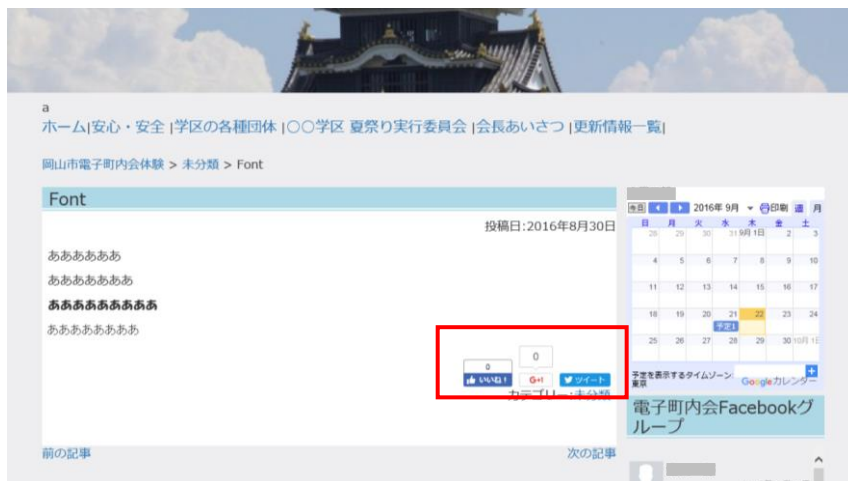 a
ホーム|安心・安全 |学区の各種団体 |〇〇学区 夏祭り実行委員会 |会長あいさつ |更新情報一覧|
岡山市電子町内会体験 > 未分類 > Font
Font
投稿日:2016年8月30日
ああああああ
あああああああ
あああああああああ
ああああああああ
0
0
いいね!
G+1
ツイート
カテゴリー:未分類
前の記事
次の記事
今日
2016年 9月
印刷 週 月
日 月 火 水 木 金 土
28 29 30 31 9月 1日 2 3
4 5 6 7 8 9 10
11 12 13 14 15 16 17
18 19 20 21 22 23 24
予定1
25 26 27 28 29 30 10月 1日
予定を表示するタイムゾーン:
東京
Googleカレンダー
電子町内会Facebookグ
ループ